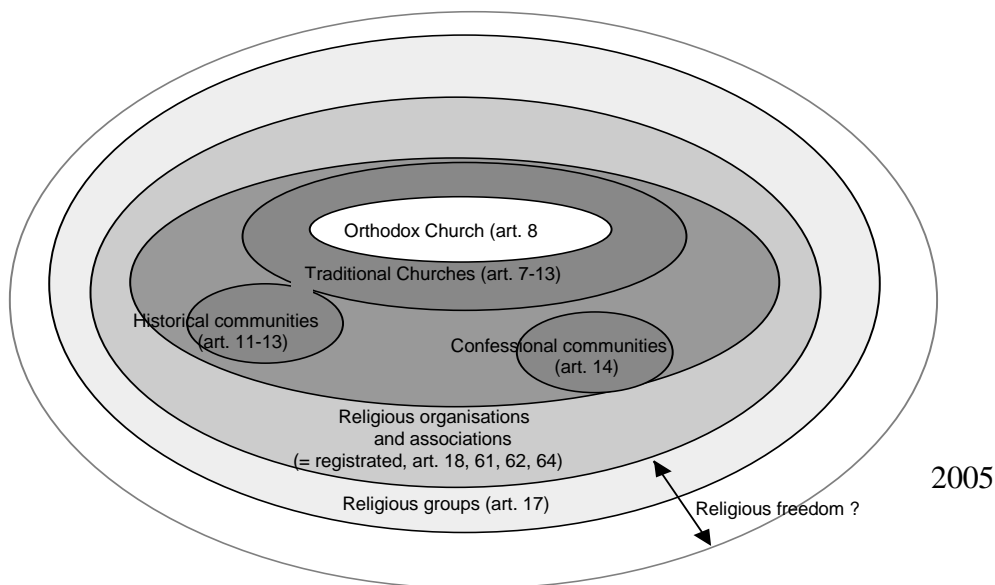 Orthodox Church (art. 8
Traditional Churches (art. 7-13)
Historical communities
(art. 11-13)
Confessional communities
(art. 14)
Religious organisations
and associations
(= registrated, art. 18, 61, 62, 64)
Religious groups (art. 17)
Religious freedom ?
2005